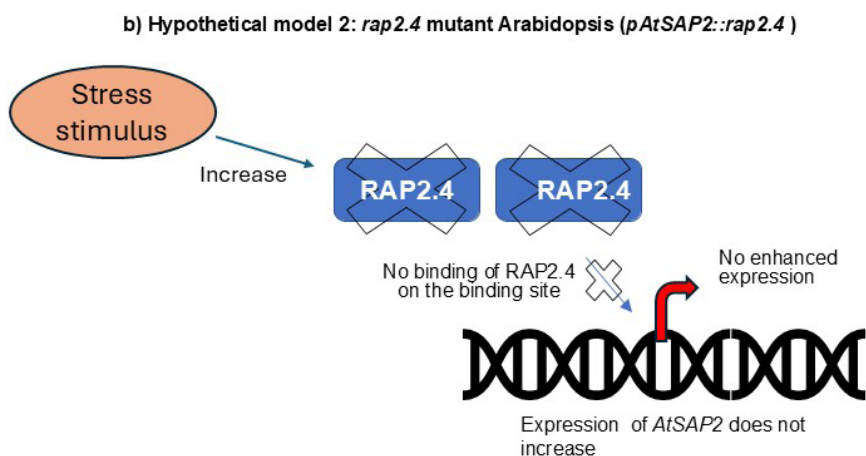 b) Hypothetical model 2: rap2.4 mutant Arabidopsis (pAtSAP2::rap2.4 )
Stress
stimulus
Increase
RAP2.4
RAP2.4
No binding of RAP2.4
on the binding site
No enhanced
expression
Expression of AtSAP2 does not
increase